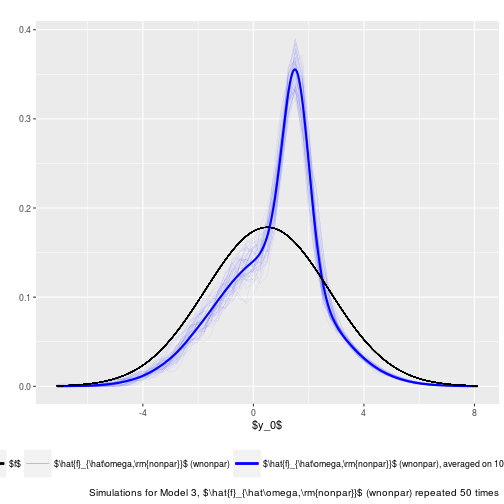 0.4
0.3
0.2
0.1
0.0
-4 0 4 8
$y_0$
$f$ $\hat{f}_{\hat\omega,\rm{nonpar}}$ (wnonpar) $\hat{f}_{\hat\omega,\rm{nonpar}}$ (wnonpar), averaged on 10
Simulations for Model 3, $\hat{f}_{\hat\omega,\rm{nonpar}}$ (wnonpar) repeated 50 times